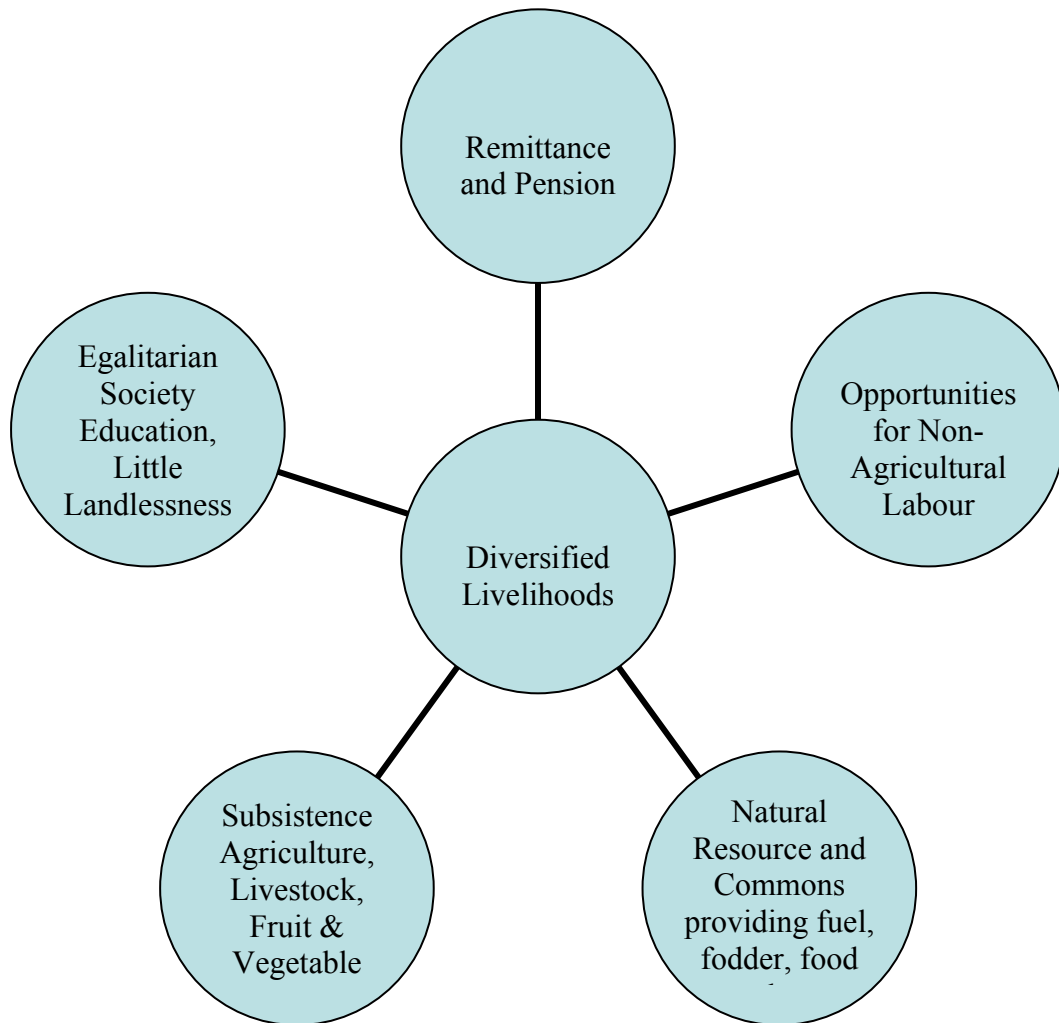 Remittance
and Pension
Egalitarian
Society
Education,
Little
Landlessness
Opportunities
for Non-
Agricultural
Labour
Diversified
Livelihoods
Subsistence
Agriculture,
Livestock,
Fruit &
Vegetable
Natural
Resource and
Commons
providing fuel,
fodder, food